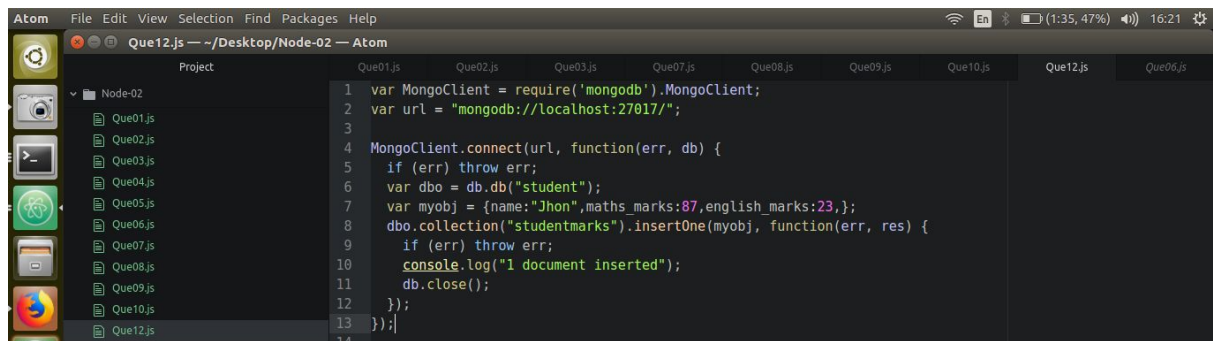 Atom File Edit View Selection Find Packages Help En (1:35, 47%) 16:21
Que12.js — ~/Desktop/Node-02 — Atom
Project Que01.js Que02.js Que03.js Que07.js Que08.js Que09.js Que10.js Que12.js Que06.js
Node-02
Que01.js
Que02.js
Que03.js
Que04.js
Que05.js
Que06.js
Que07.js
Que08.js
Que09.js
Que10.js
Que12.js
1 var MongoClient = require('mongodb').MongoClient;
2 var url = "mongodb://localhost:27017/";
3
4 MongoClient.connect(url, function(err, db) {
5 if (err) throw err;
6 var dbo = db.db("student");
7 var myobj = {name:"Jhon",maths_marks:87,english_marks:23,};
8 dbo.collection("studentmarks").insertOne(myobj, function(err, res) {
9 if (err) throw err;
10 console.log("1 document inserted");
11 db.close();
12 });
13 });
14